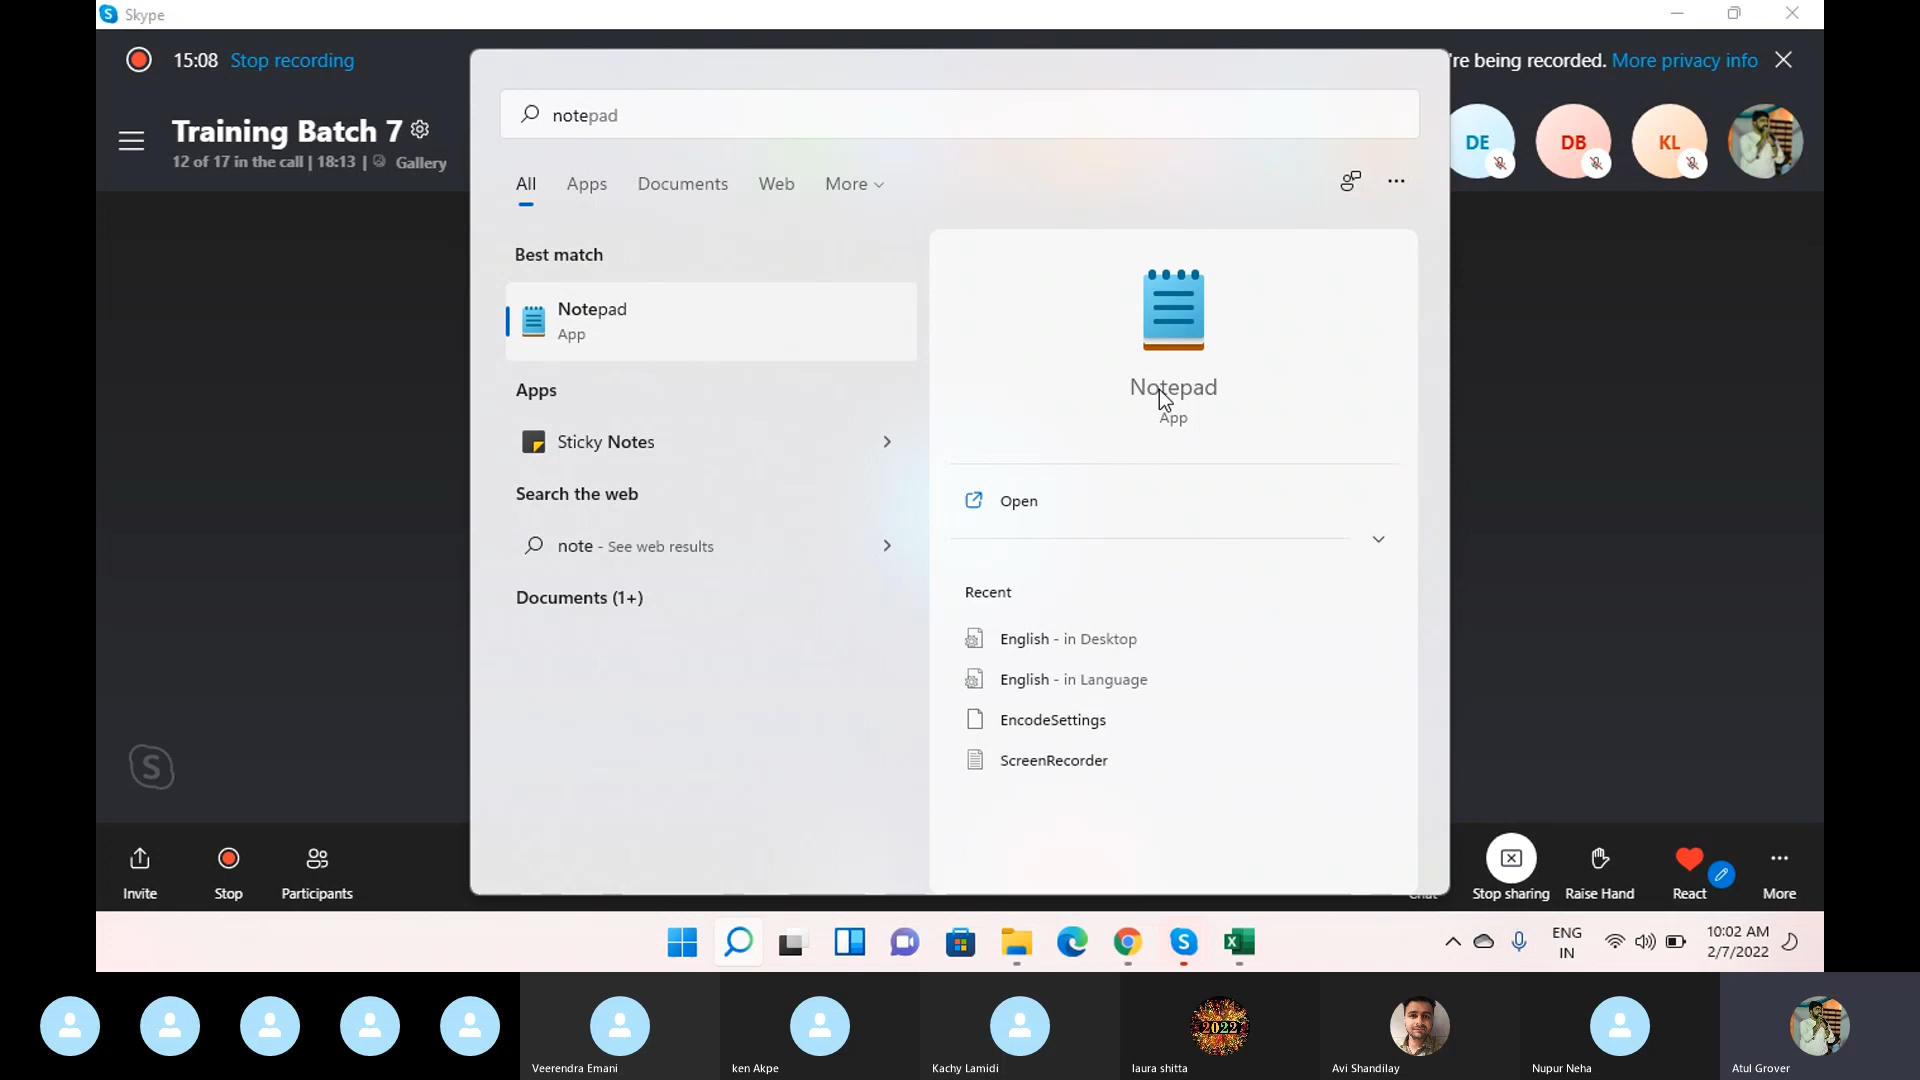 Skype
15:08 Stop recording
're being recorded. More privacy info
Training Batch 7
12 of 17 in the call | 18:13 | Gallery
DE
DB
KL
notepad
All Apps Documents Web More
Best match
Notepad
App
Apps
Sticky Notes
Search the web
note - See web results
Documents (1+)
Notepad
App
Open
Recent
English - in Desktop
English - in Language
EncodeSettings
ScreenRecorder
Invite
Stop
Participants
Chat
Stop sharing
Raise Hand
React
More
ENG
IN
10:02 AM
2/7/2022
Veerendra Emani
ken Akpe
Kachy Lamidi
2022
laura shitta
Avi Shandilay
Nupur Neha
Atul Grover